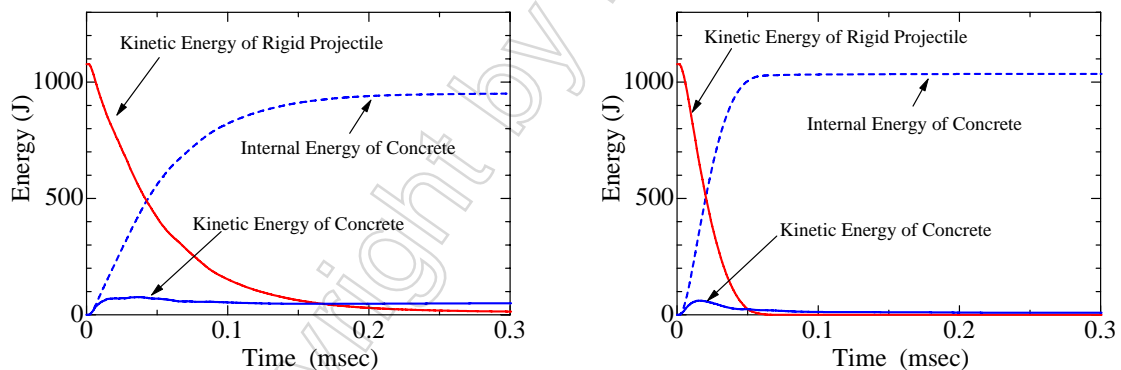 Kinetic Energy of Rigid Projectile
1000
Internal Energy of Concrete
500
Kinetic Energy of Concrete
0
0 0.1 0.2 0.3
Energy (J)
Time (msec)
Kinetic Energy of Rigid Projectile
1000
Internal Energy of Concrete
500
Kinetic Energy of Concrete
0
0 0.1 0.2 0.3
Energy (J)
Time (msec)
yright by